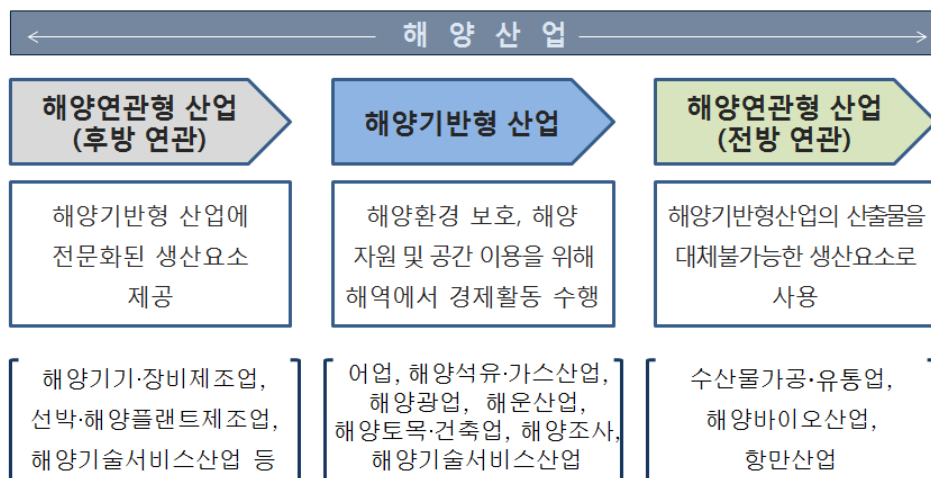 해 양 산 업
해양연관형 산업
(후방 연관)
해양기반형 산업
해양연관형 산업
(전방 연관)
해양기반형 산업에
전문화된 생산요소
제공
해양환경 보호, 해양
자원 및 공간 이용을 위해
해역에서 경제활동 수행
해양기반형산업의 산출물을
대체불가능한 생산요소로
사용
해양기기·장비제조업,
선박·해양플랜트제조업,
해양기술서비스산업 등
어업, 해양석유·가스산업,
해양광업, 해운산업,
해양토목·건축업, 해양조사,
해양기술서비스산업
수산물가공·유통업,
해양바이오산업,
항만산업